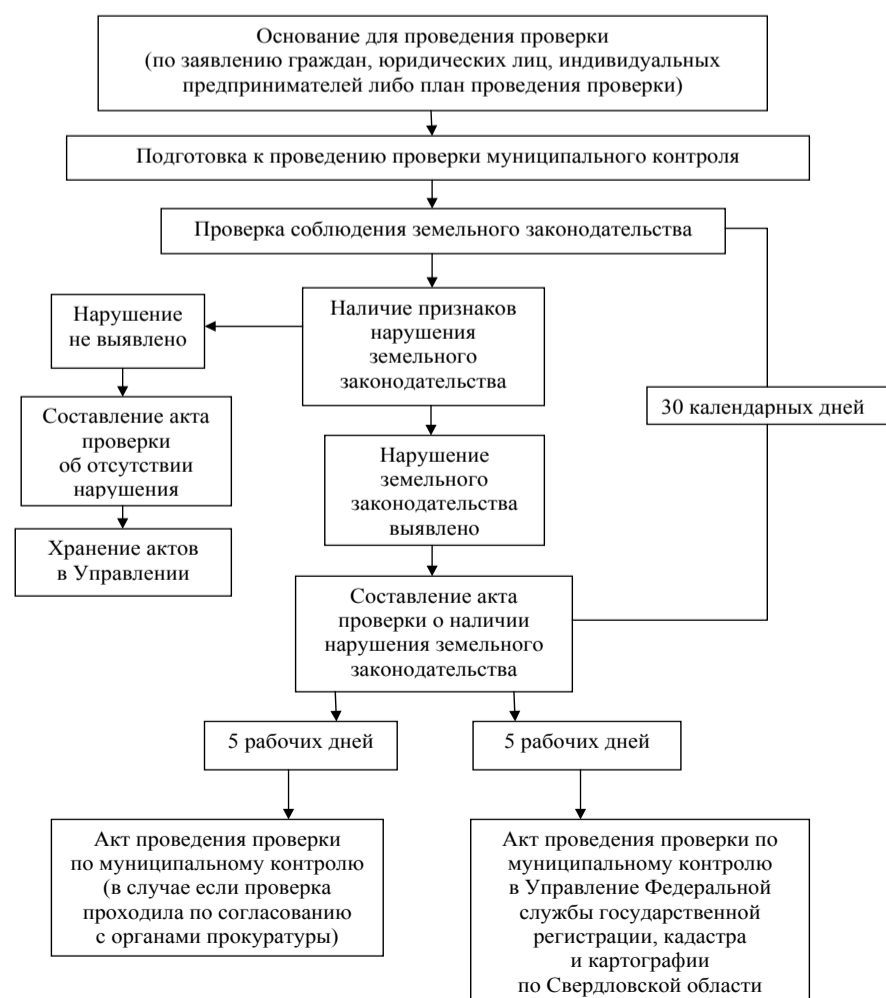 Основание для проведения проверки
(по заявлению граждан, юридических лиц, индивидуальных
предпринимателей либо план проведения проверки)
Подготовка к проведению проверки муниципального контроля
Проверка соблюдения земельного законодательства
Нарушение
не выявлено
Наличие признаков
нарушения
земельного
законодательства
30 календарных дней
Составление акта
проверки
об отсутствии
нарушения
Нарушение
земельного
законодательства
выявлено
Хранение актов
в Управлении
Составление акта
проверки о наличии
нарушения земельного
законодательства
5 рабочих дней
5 рабочих дней
Акт проведения проверки
по муниципальному контролю
(в случае если проверка
проходила по согласованию
с органами прокуратуры)
Акт проведения проверки по
муниципальному контролю
в Управление Федеральной
службы государственной
регистрации, кадастра
и картографии
по Свердловской области